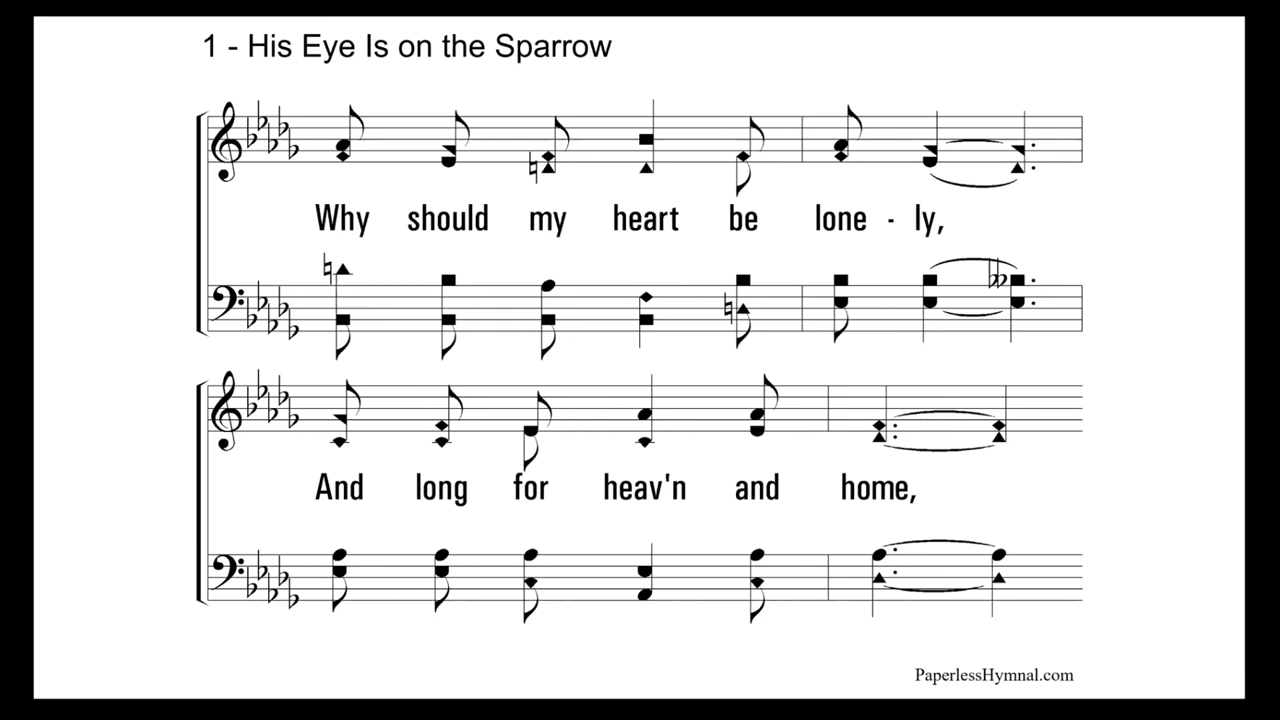 1 - His Eye Is on the Sparrow
Why should my heart be lone - ly,
And long for heav'n and home,
PaperlessHymnal.com